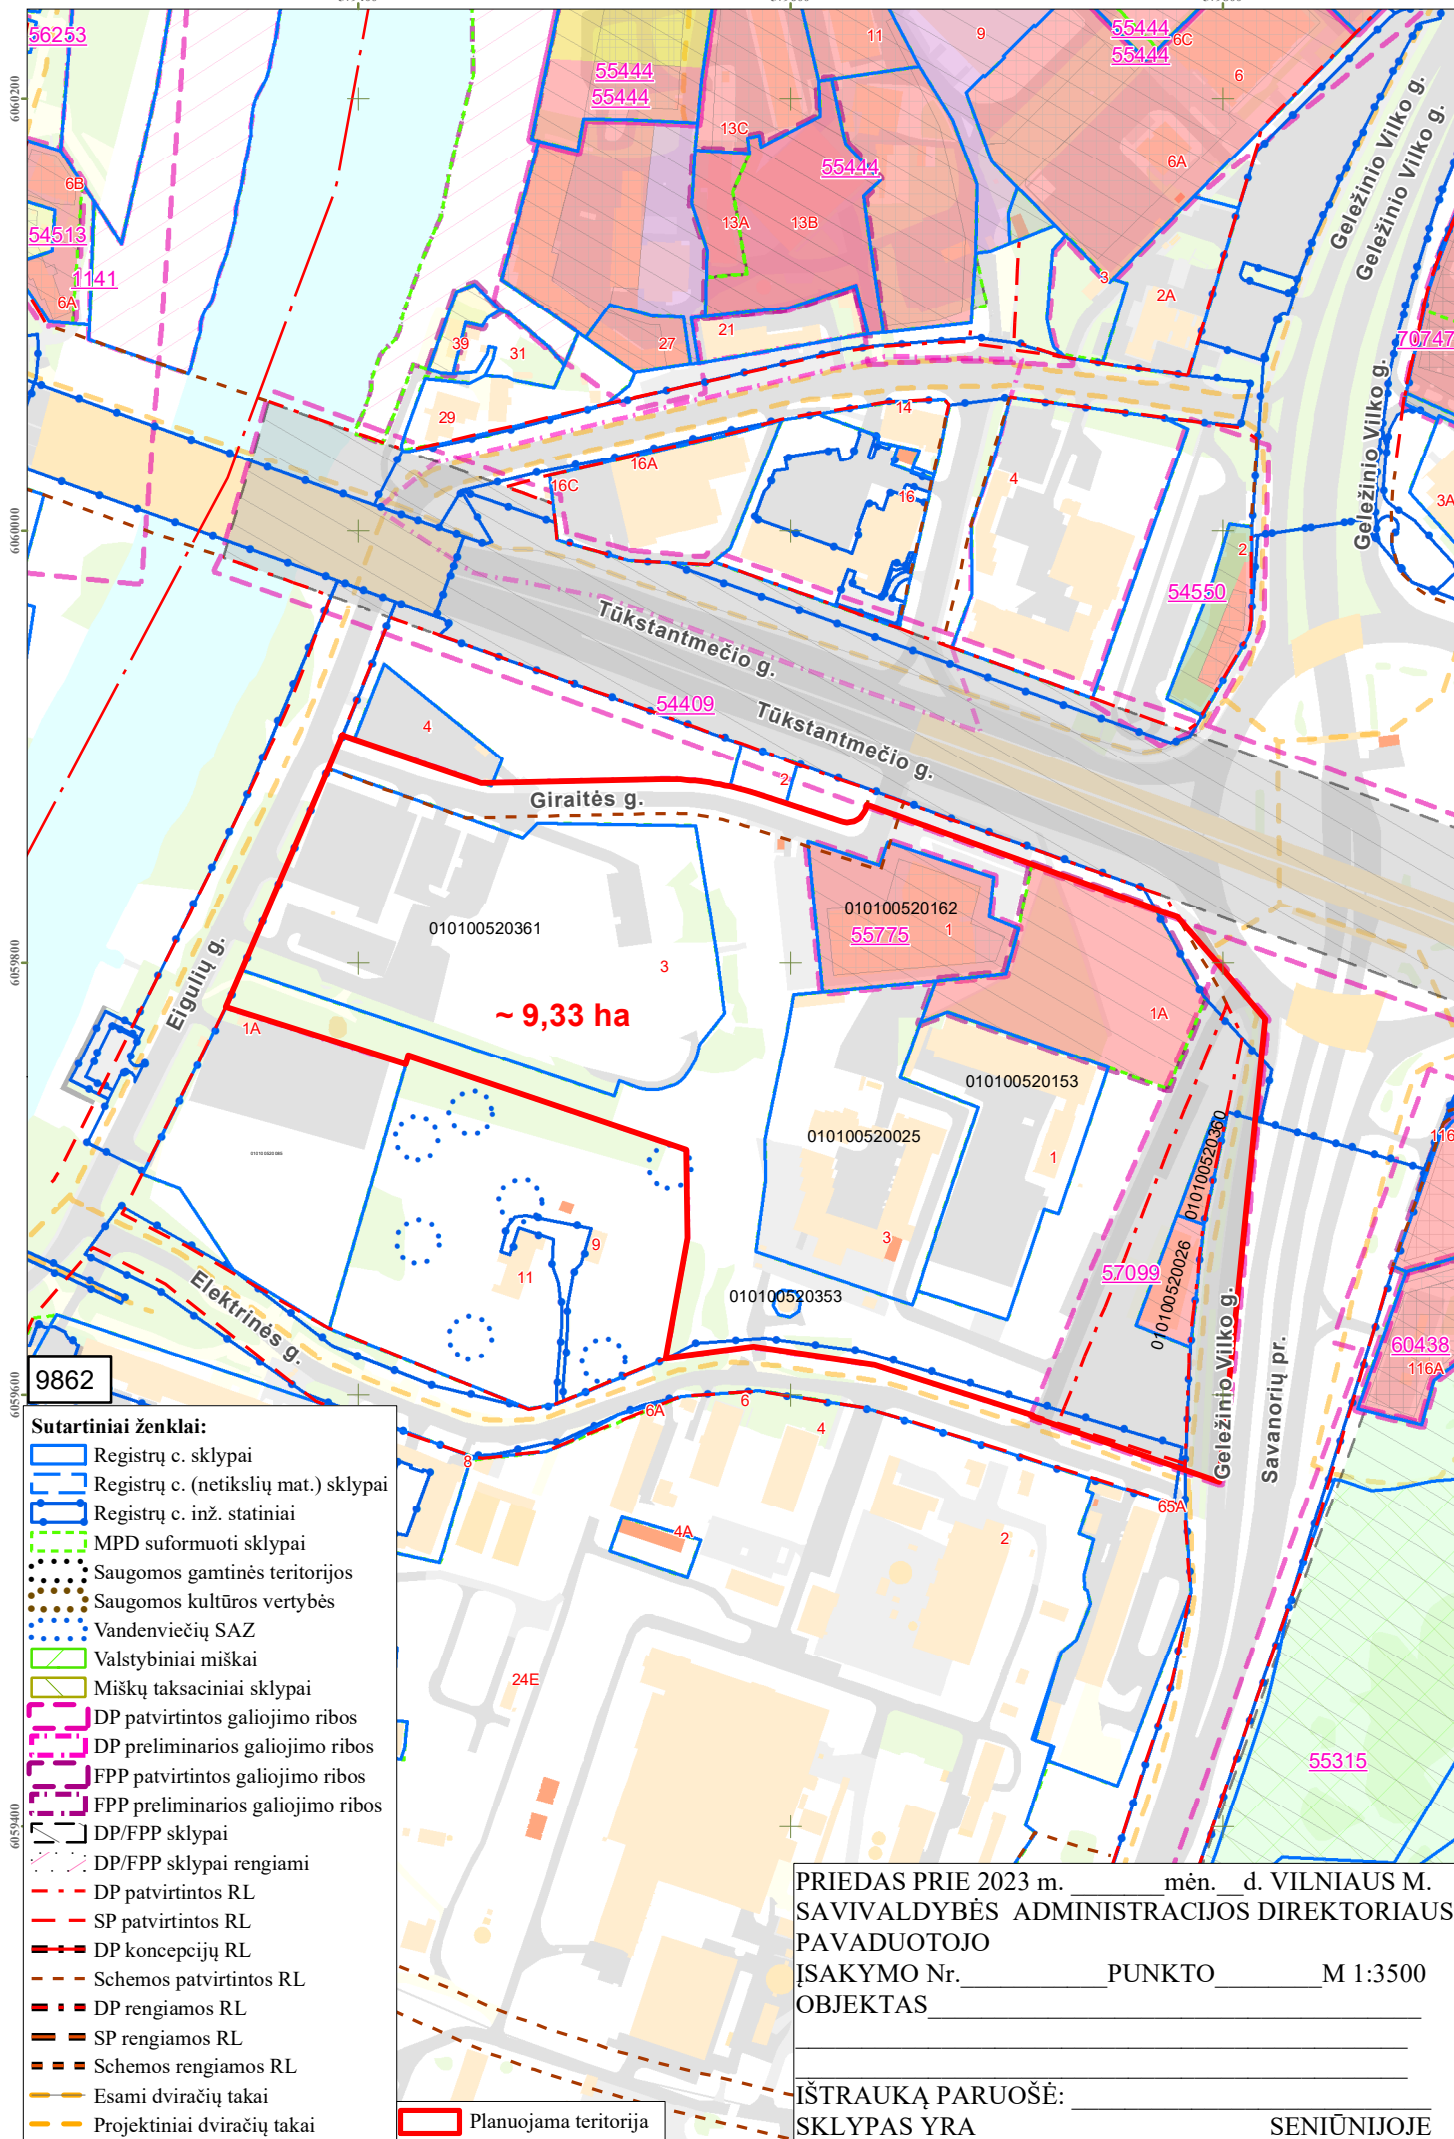 56253
55444
55444
11
9
55444
55444
6C
6
6060200
13C
55444
6A
Geležinio Vilko g.
Geležinio Vilko g.
6B
13A
13B
54513
1141
6A
3
2A
39
31
21
27
70747
29
14
Geležinio Vilko g.
16A
16C
16
4
3A
6060000
2
54550
Tūkstantmečio g.
54409
Tūkstantmečio g.
4
2
Giraitės g.
010100520162
55775
1
010100520361
3
6059800
Eigulių g.
~ 9,33 ha
1A
1A
010100520153
010100520025
1
010100520360
116
3
9
11
57099
010100520026
010100520353
Elektrinės g.
Geležinio Vilko g.
Savanorių pr.
60438
116A
9862
6059600
6A
6
4
8
65A
4A
2
24E
55315
6059400
Sutartiniai ženklai:
Registrų c. sklypai
Registrų c. (netikslių mat.) sklypai
Registrų c. inž. statiniai
MPD suformuoti sklypai
Saugomos gamtinės teritorijos
Saugomos kultūros vertybės
Vandenviečių SAZ
Valstybiniai miškai
Miškų taksaciniai sklypai
DP patvirtintos galiojimo ribos
DP preliminarios galiojimo ribos
FPP patvirtintos galiojimo ribos
FPP preliminarios galiojimo ribos
DP/FPP sklypai
DP/FPP sklypai rengiami
DP patvirtintos RL
SP patvirtintos RL
DP koncepcijų RL
Schemos patvirtintos RL
DP rengiamos RL
SP rengiamos RL
Schemos rengiamos RL
Esami dviračių takai
Projektiniai dviračių takai
Planuojama teritorija
PRIEDAS PRIE 2023 m. _______mėn.__d. VILNIAUS M.
SAVIVALDYBĖS ADMINISTRACIJOS DIREKTORIAUS
PAVADUOTOJO
ĮSAKYMO Nr.___________PUNKTO________M 1:3500
OBJEKTAS_____________________________________
IŠTRAUKĄ PARUOŠĖ: ___________________________
SKLYPAS YRA SENIŪNIJOJE